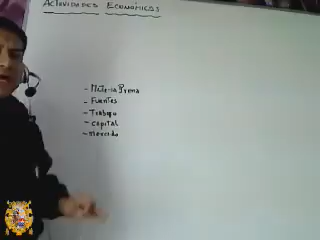 Actividades Económicas
- Materia Prima
- Fuentes
- Trabajo
- capital
- mercado